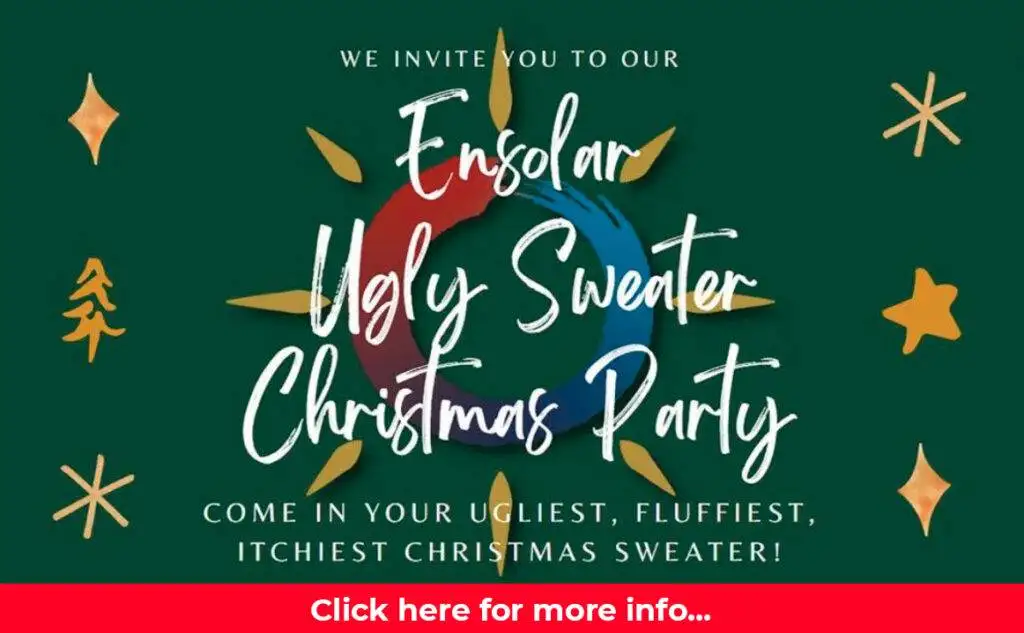 WE INVITE YOU TO OUR
Ensolar
Ugly Sweater
Christmas Party
COME IN YOUR UGLIEST, FLUFFIEST,
ITCHIEST CHRISTMAS SWEATER!
Click here for more info...